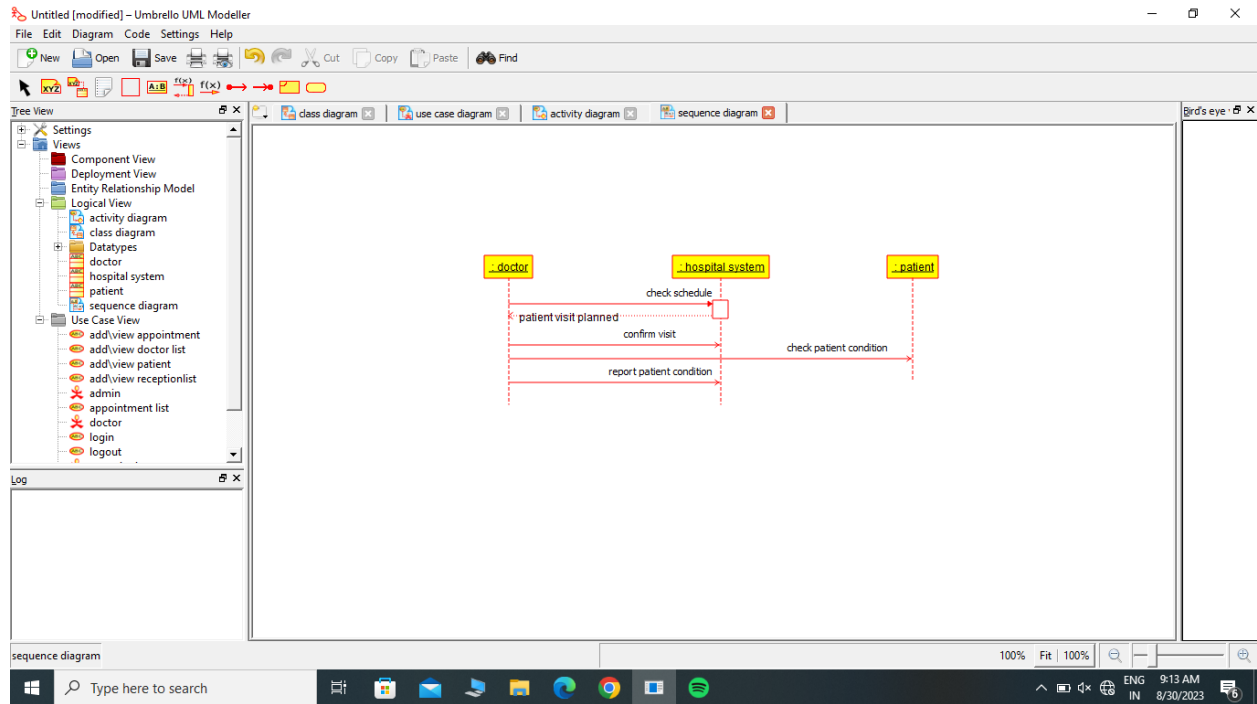 Untitled [modified] – Umbrello UML Modeller
File Edit Diagram Code Settings Help
New Open Save Cut Copy Paste Find
XYZ A:B f(x) f(x)
Tree View
class diagram use case diagram activity diagram sequence diagram
Bird's eye
Settings
Views
Component View
Deployment View
Entity Relationship Model
Logical View
activity diagram
class diagram
Datatypes
doctor
hospital system
patient
sequence diagram
Use Case View
add\view appointment
add\view doctor list
add\view patient
add\view receptionlist
admin
appointment list
doctor
login
logout
: doctor : hospital system : patient
check schedule
patient visit planned
confirm visit
check patient condition
report patient condition
Log
sequence diagram
100% Fit 100%
Type here to search
ENG 9:13 AM
IN 8/30/2023
6